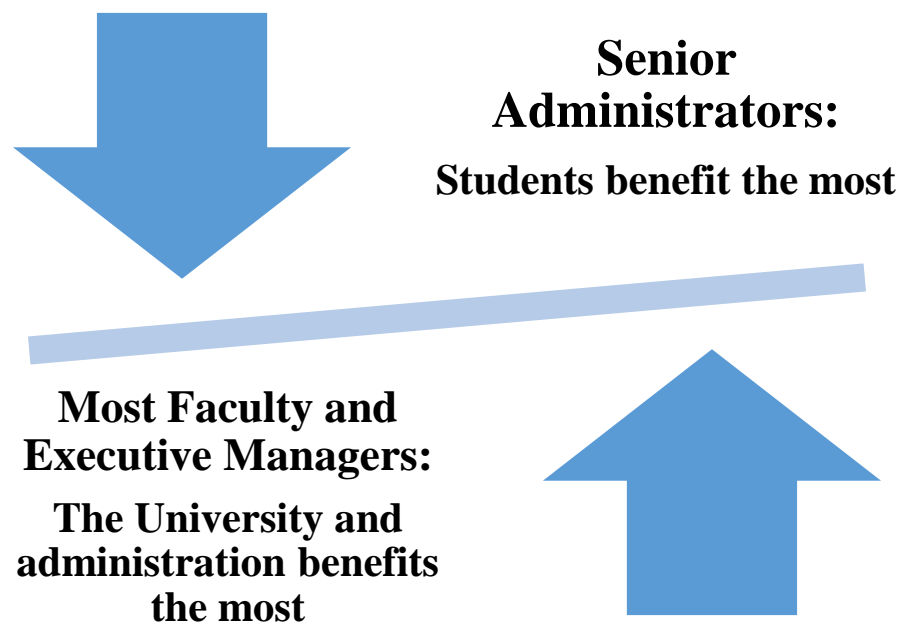 Senior
Administrators:
Students benefit the most
Most Faculty and
Executive Managers:
The University and
administration benefits
the most